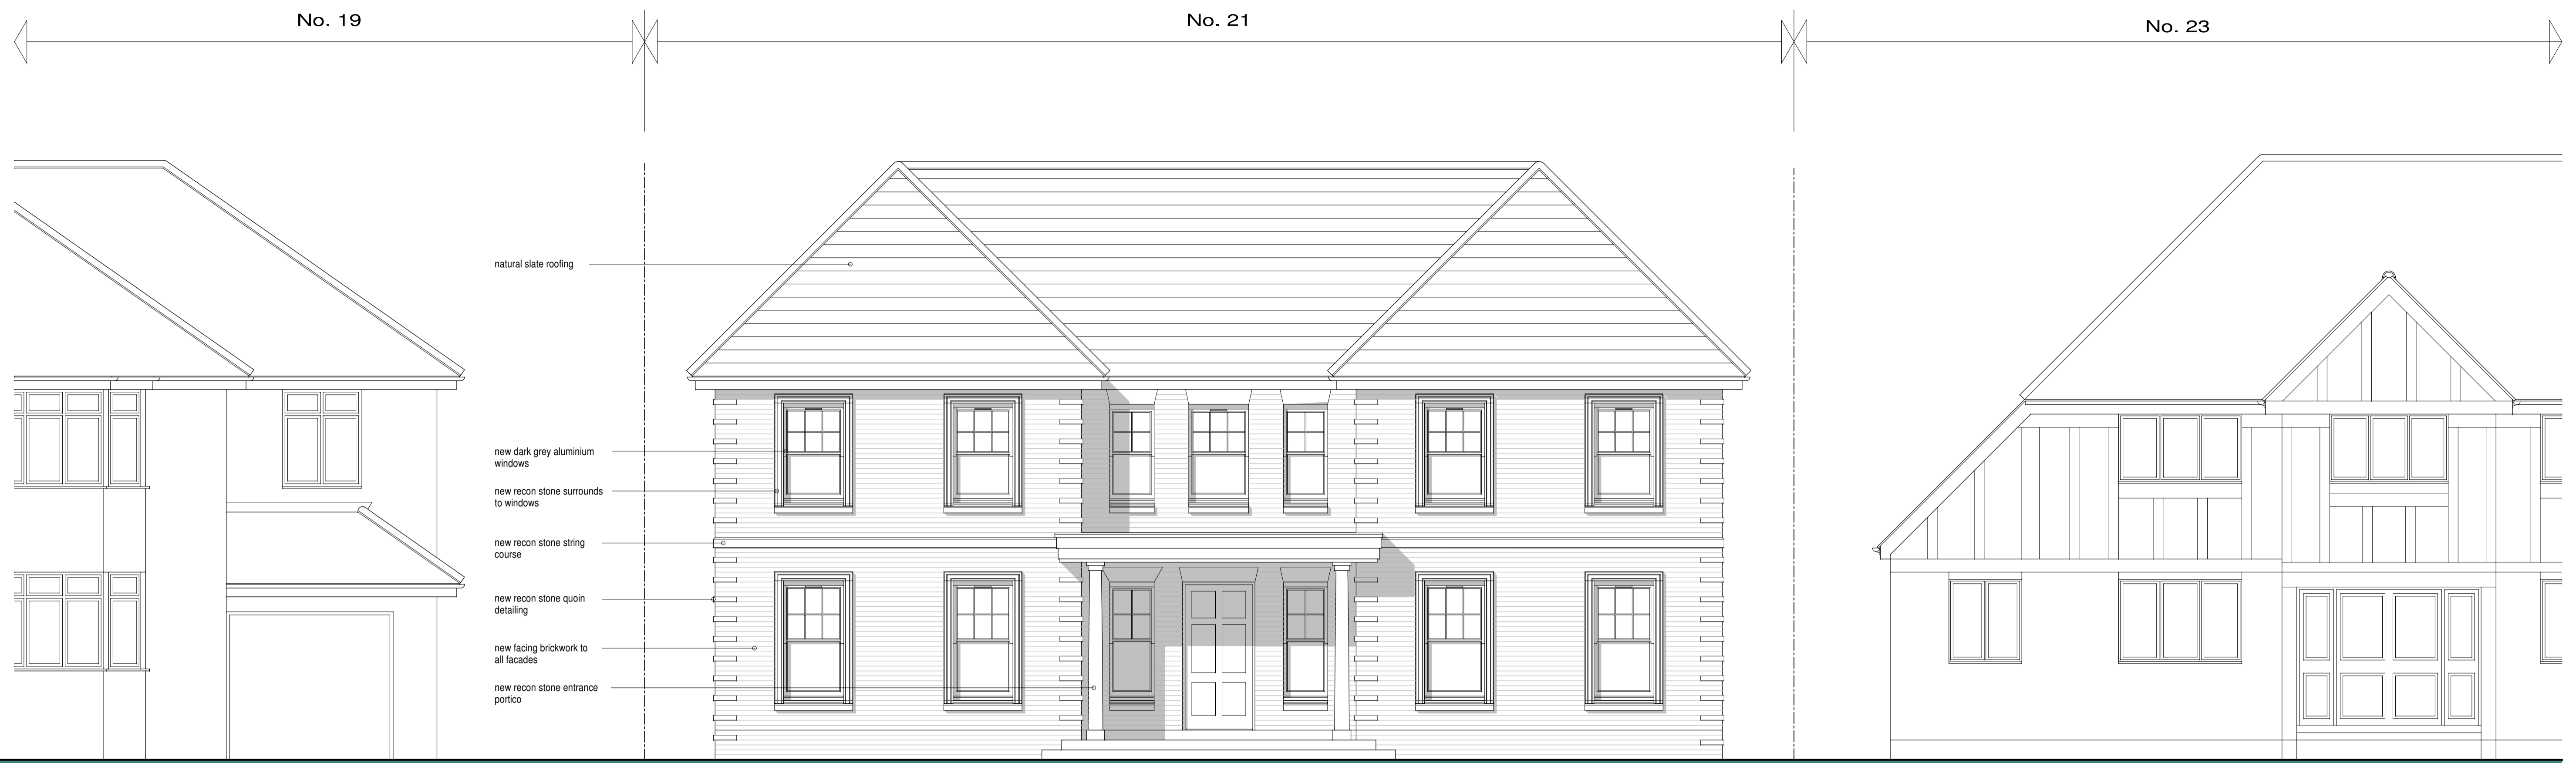 No. 19
No. 21
No. 23
natural slate roofing
new dark grey aluminium
windows
new recon stone surrounds
to windows
new recon stone string
course
new recon stone quoin
detailing
new facing brickwork to
all facades
new recon stone entrance
portico